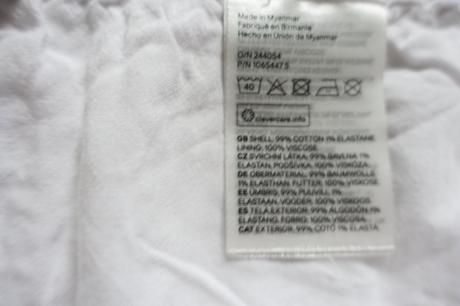 Made in Myanmar
Fabriqué en Birmanie
Hecho en Unión de Myanmar
O/N 244054
P/N 1065447 5
40
clevercare.info
GB SHELL: 99% COTTON 1% ELASTANE.
LINING: 100% VISCOSE.
CZ SVRCHNÍ LÁTKA: 99% BAVLNA 1%
ELASTAN, PODŠÍVKA: 100% VISKÓZA.
DE OBERMATERIAL: 99% BAUMWOLLE
1% ELASTHAN. FUTTER: 100% VISKOSE.
EE ÜMBRIS: 99% PUUVILL 1%
ELASTAAN, VOODER: 100% VISKOOS.
ES TELA EXTERIOR: 99% ALGODÓN 1%
ELASTANO, FORRO: 100% VISCOSA.
CAT EXTERIOR: 99% COTÓ 1% ELASTÀ.